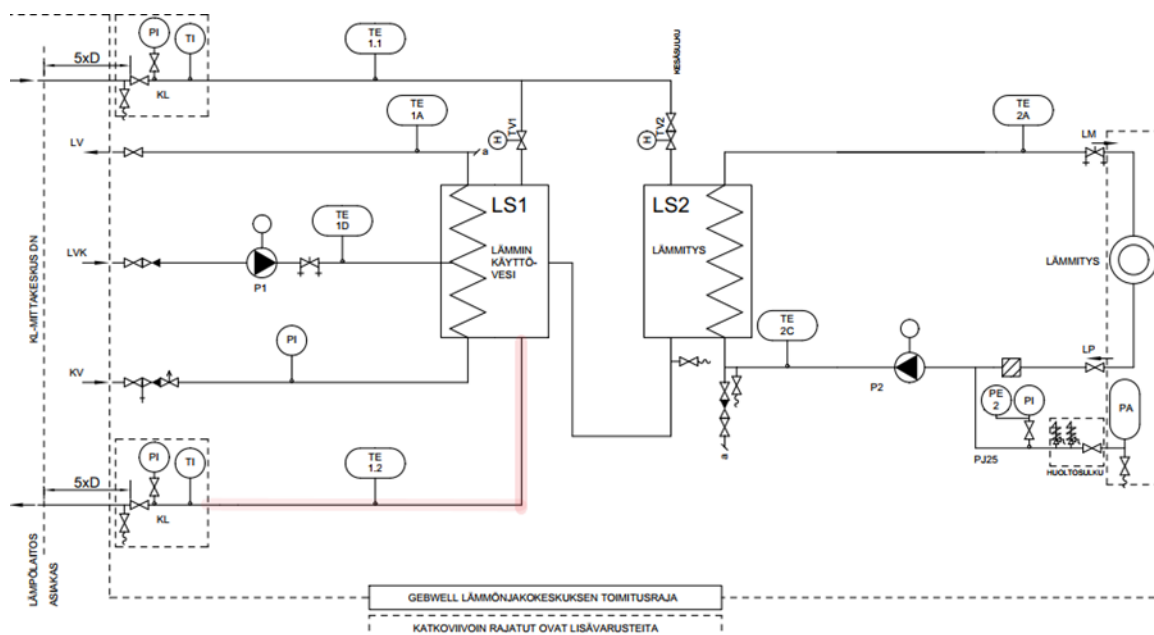 PI
TI
5xD
KL
TE
1.1
KESÄSULKU
TE
1A
TE
2A
LV
a
H
TV1
H
TV2
LM
LS1
LÄMMIN
KÄYTTÖ-
VESI
LS2
LÄMMITYS
LVK
P1
TE
1D
LÄMMITYS
KL-MITTAKESKUS DN
KV
PI
TE
2C
P2
LP
PE
2
PI
PA
a
PJ25
HUOLTOSULKU
PI
TI
5xD
KL
TE
1.2
LÄMPÖLAITOS
ASIAKAS
GEBWELL LÄMMÖNJAKOKESKUKSEN TOIMITUSRAJA
KATKOVIIVOIN RAJATUT OVAT LISÄVARUSTEITA